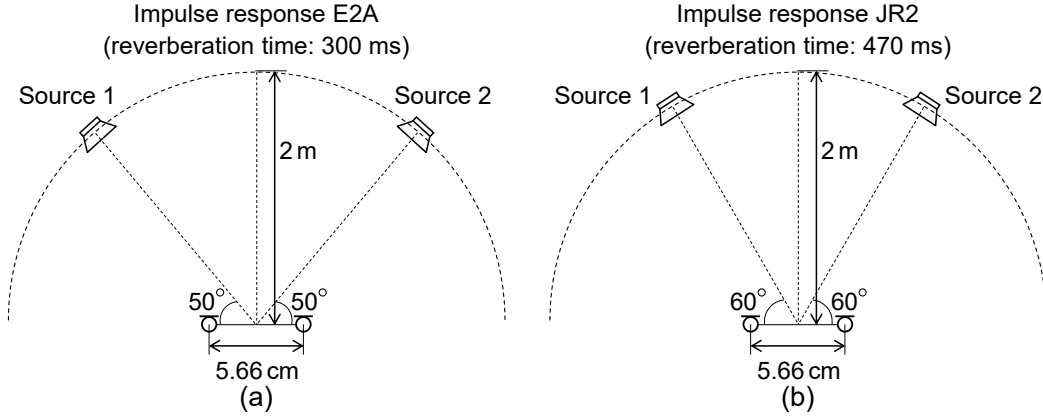 Impulse response E2A
(reverberation time: 300 ms)
Source 1
Source 2
2 m
50°
50°
5.66 cm
(a)
Impulse response JR2
(reverberation time: 470 ms)
Source 1
Source 2
2 m
60°
60°
5.66 cm
(b)